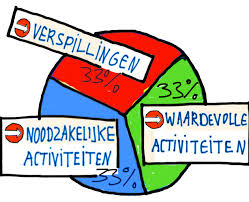 VERSPILLINGEN
33%
33%
WAARDEVOLLE
ACTIVITEITEN
NOODZAKELIJKE
ACTIVITEITEN
33%